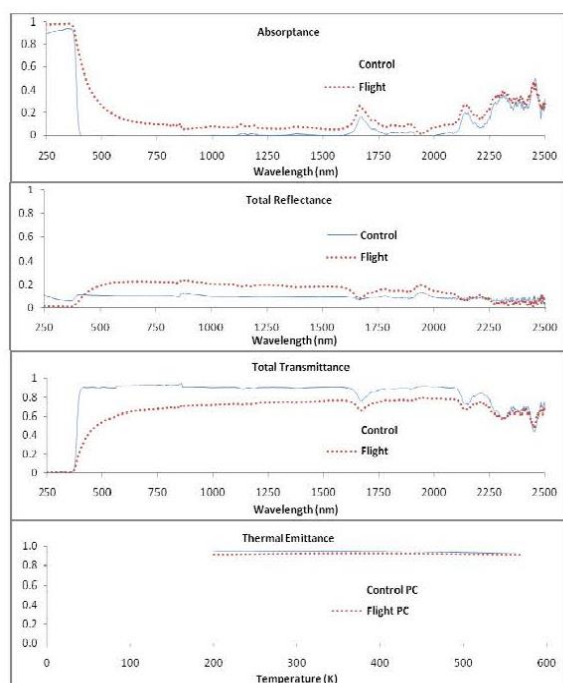 Absorptance
1
0.8
0.6
0.4
0.2
0
Control
Flight
250 500 750 1000 1250 1500 1750 2000 2250 2500
Wavelength (nm)
Total Reflectance
1
0.8
0.6
0.4
0.2
0
Control
Flight
250 500 750 1000 1250 1500 1750 2000 2250 2500
Wavelength (nm)
Total Transmittance
1
0.8
0.6
0.4
0.2
0
Control
Flight
250 500 750 1000 1250 1500 1750 2000 2250 2500
Wavelength (nm)
Thermal Emittance
1.0
0.8
0.6
0.4
0.2
0.0
Control PC
Flight PC
0 100 200 300 400 500 600
Temperature (K)